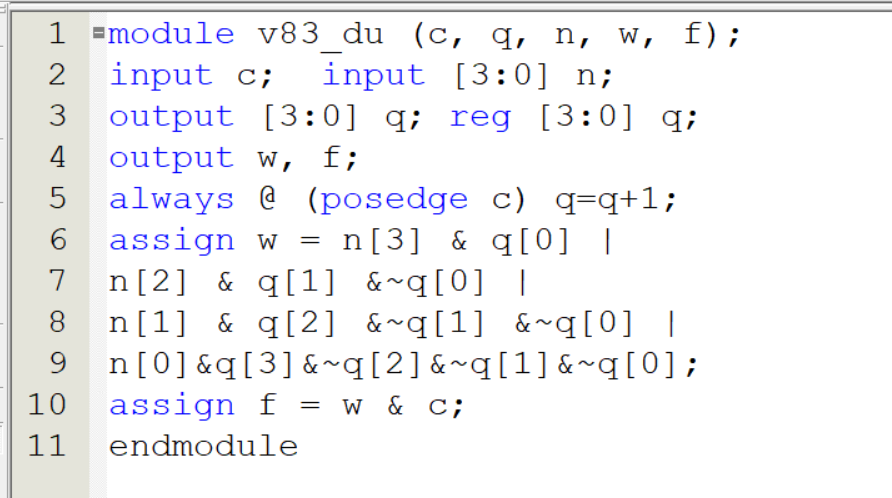 1 module v83_du (c, q, n, w, f);
2 input c;  input [3:0] n;
3 output [3:0] q; reg [3:0] q;
4 output w, f;
5 always @ (posedge c) q=q+1;
6 assign w = n[3] & q[0] |
7 n[2] & q[1] &~q[0] |
8 n[1] & q[2] &~q[1] &~q[0] |
9 n[0]&q[3]&~q[2]&~q[1]&~q[0];
10 assign f = w & c;
11 endmodule